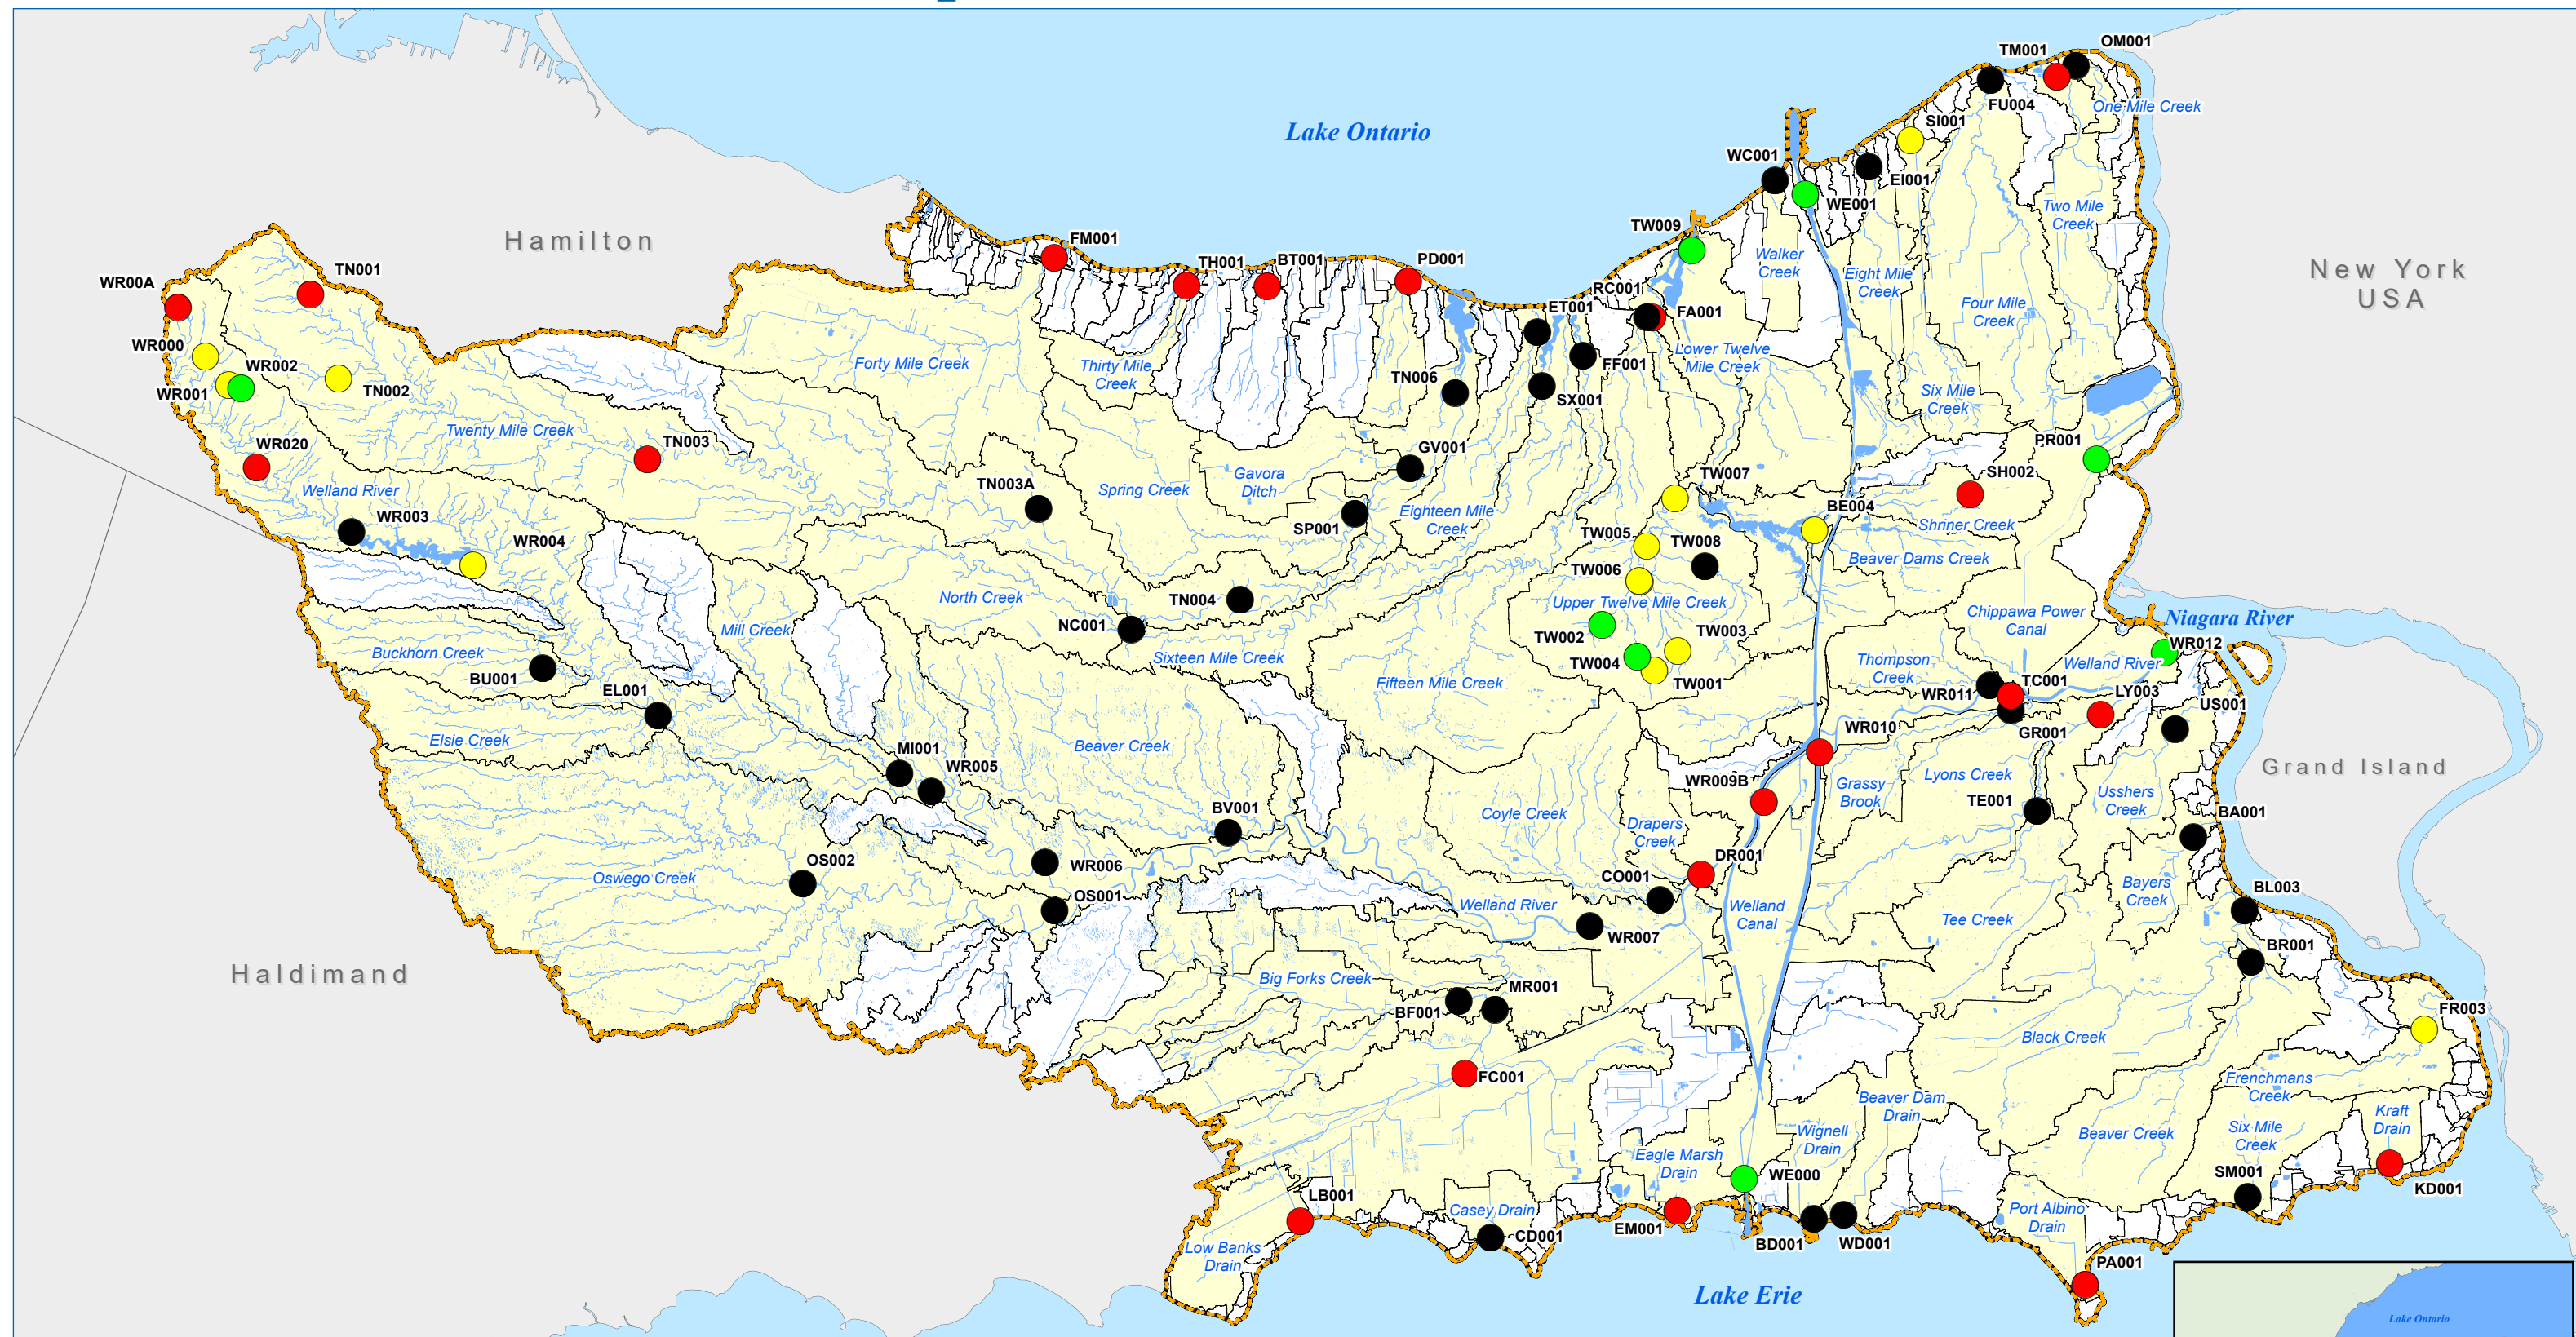 OM001
TM001
FU004
One Mile Creek
SI001
Lake Ontario
WC001
EI001
WE001
Two Mile
Creek
TW009
Hamilton
FM001
TH001
BT001
PD001
Walker
Creek
Eight Mile
Creek
New York
USA
TN001
WR00A
RC001
ET001
FA001
Four Mile
Creek
WR000
WR002
WR001
TN002
Forty Mile Creek
Thirty Mile
Creek
TN006
FF001
SX001
Lower Twelve
Mile Creek
Six Mile
Creek
Twenty Mile Creek
TN003
WR020
GV001
PR001
Welland River
TN003A
Spring Creek
Gavora
Ditch
TW007
SH002
WR003
SP001
Eighteen Mile
Creek
BE004
Shriner Creek
WR004
TW005
TW008
Beaver Dams Creek
TW006
North Creek
TN004
Upper Twelve Mile Creek
Chippawa Power
Canal
Niagara River
NC001
Mill Creek
TW002
TW003
WR012
Buckhorn Creek
Sixteen Mile Creek
TW004
Thompson
Creek
Welland River
BU001
Fifteen Mile Creek
TW001
TC001
WR011
LY003
EL001
US001
Elsie Creek
WR010
GR001
MI001
Beaver Creek
WR005
WR009B
Grassy
Brook
Lyons Creek
Grand Island
BV001
Coyle Creek
TE001
Usshers
Creek
BA001
Drapers
Creek
OS002
WR006
DR001
Oswego Creek
CO001
Bayers
Creek
BL003
OS001
Welland River
Welland
Canal
Tee Creek
WR007
BR001
Haldimand
Big Forks Creek
MR001
BF001
FR003
Black Creek
FC001
Frenchmans
Creek
Beaver Dam
Drain
Kraft
Drain
Wignell
Drain
Beaver Creek
Six Mile
Creek
Eagle Marsh
Drain
SM001
WE000
KD001
LB001
Casey Drain
Port Albino
Drain
EM001
CD001
BD001
WD001
Low Banks
Drain
PA001
Lake Erie
Lake Ontario